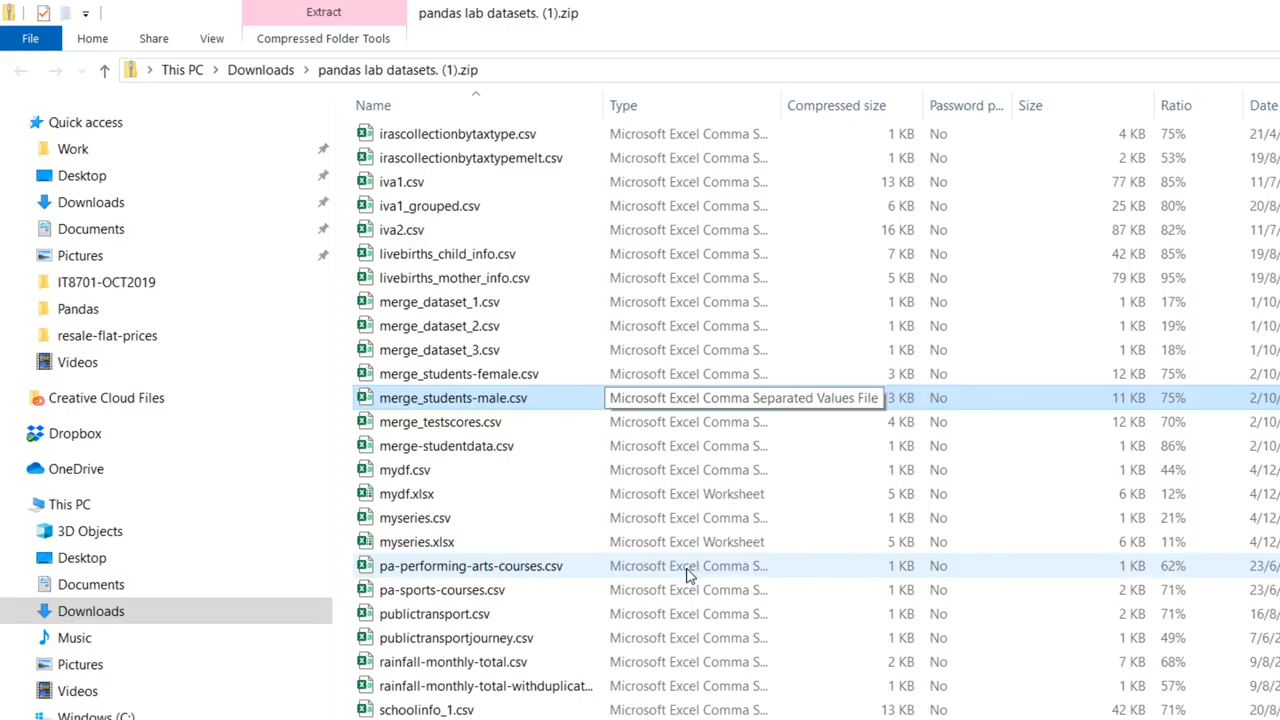 Extract
pandas lab datasets. (1).zip
File
Home
Share
View
Compressed Folder Tools
This PC > Downloads > pandas lab datasets. (1).zip
Quick access
Work
Desktop
Downloads
Documents
Pictures
IT8701-OCT2019
Pandas
resale-flat-prices
Videos
Creative Cloud Files
Dropbox
OneDrive
This PC
3D Objects
Desktop
Documents
Downloads
Music
Pictures
Videos
Windows (C:)
Name Type Compressed size Password p... Size Ratio Date
irascollectionbytaxtype.csv Microsoft Excel Comma S... 1 KB No 4 KB 75% 21/4/
irascollectionbytaxtypemelt.csv Microsoft Excel Comma S... 1 KB No 2 KB 53% 19/8/
iva1.csv Microsoft Excel Comma S... 13 KB No 77 KB 85% 11/7/
iva1_grouped.csv Microsoft Excel Comma S... 6 KB No 25 KB 80% 20/8/
iva2.csv Microsoft Excel Comma S... 16 KB No 87 KB 82% 11/7/
livebirths_child_info.csv Microsoft Excel Comma S... 7 KB No 42 KB 85% 19/8/
livebirths_mother_info.csv Microsoft Excel Comma S... 5 KB No 79 KB 95% 19/8/
merge_dataset_1.csv Microsoft Excel Comma S... 1 KB No 1 KB 17% 1/10/
merge_dataset_2.csv Microsoft Excel Comma S... 1 KB No 1 KB 19% 1/10/
merge_dataset_3.csv Microsoft Excel Comma S... 1 KB No 1 KB 18% 1/10/
merge_students-female.csv Microsoft Excel Comma S... 3 KB No 12 KB 75% 2/10/
merge_students-male.csv Microsoft Excel Comma Separated Values File 3 KB No 11 KB 75% 2/10/
merge_testscores.csv Microsoft Excel Comma S... 4 KB No 12 KB 70% 2/10/
merge-studentdata.csv Microsoft Excel Comma S... 1 KB No 1 KB 86% 2/10/
mydf.csv Microsoft Excel Comma S... 1 KB No 1 KB 44% 4/12/
mydf.xlsx Microsoft Excel Worksheet 5 KB No 6 KB 12% 4/12/
myseries.csv Microsoft Excel Comma S... 1 KB No 1 KB 21% 4/12/
myseries.xlsx Microsoft Excel Worksheet 5 KB No 6 KB 11% 4/12/
pa-performing-arts-courses.csv Microsoft Excel Comma S... 1 KB No 1 KB 62% 23/6/
pa-sports-courses.csv Microsoft Excel Comma S... 1 KB No 2 KB 71% 23/6/
publictransport.csv Microsoft Excel Comma S... 1 KB No 2 KB 71% 16/8/
publictransportjourney.csv Microsoft Excel Comma S... 1 KB No 1 KB 49% 7/6/2
rainfall-monthly-total.csv Microsoft Excel Comma S... 2 KB No 7 KB 68% 9/8/2
rainfall-monthly-total-withduplicat... Microsoft Excel Comma S... 1 KB No 1 KB 57% 9/8/2
schoolinfo_1.csv Microsoft Excel Comma S... 13 KB No 42 KB 71% 20/8/